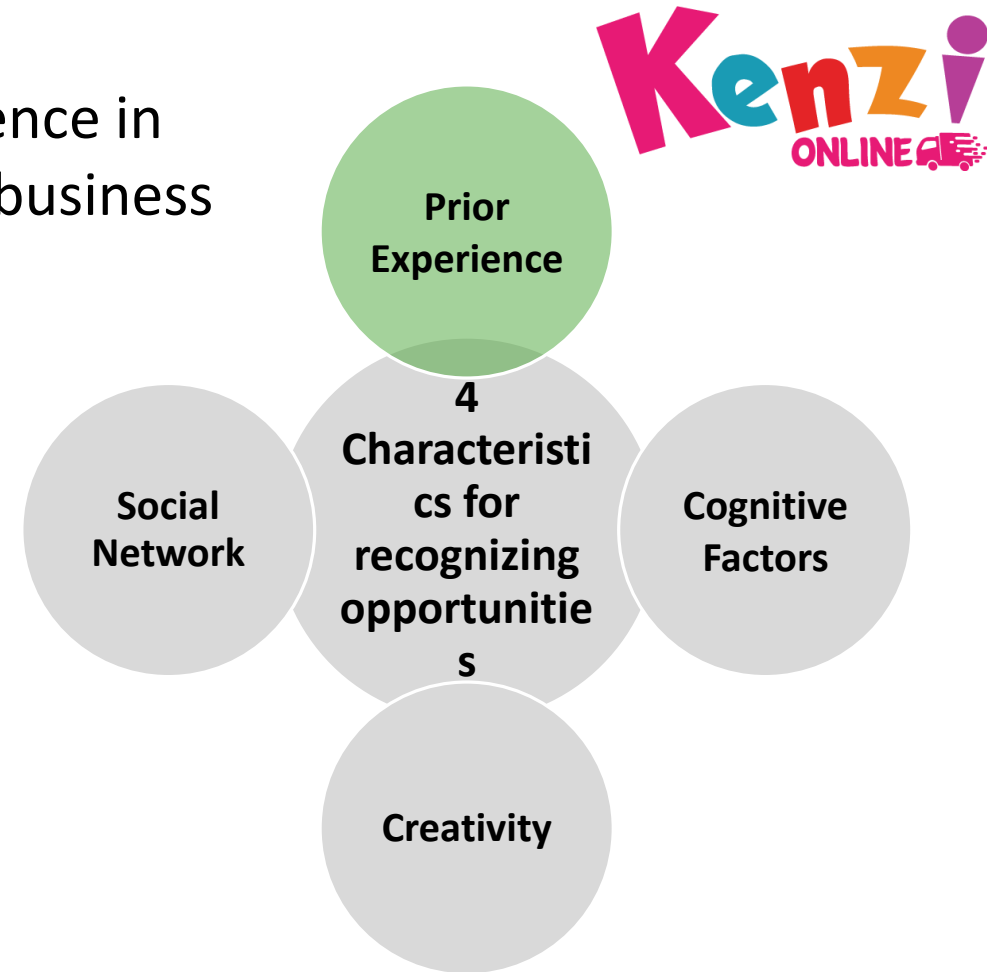 Kenzi
ONLINE
ence in
business
Prior
Experience
4
Characteristi
cs for
recognizing
opportunitie
s
Social
Network
Cognitive
Factors
Creativity